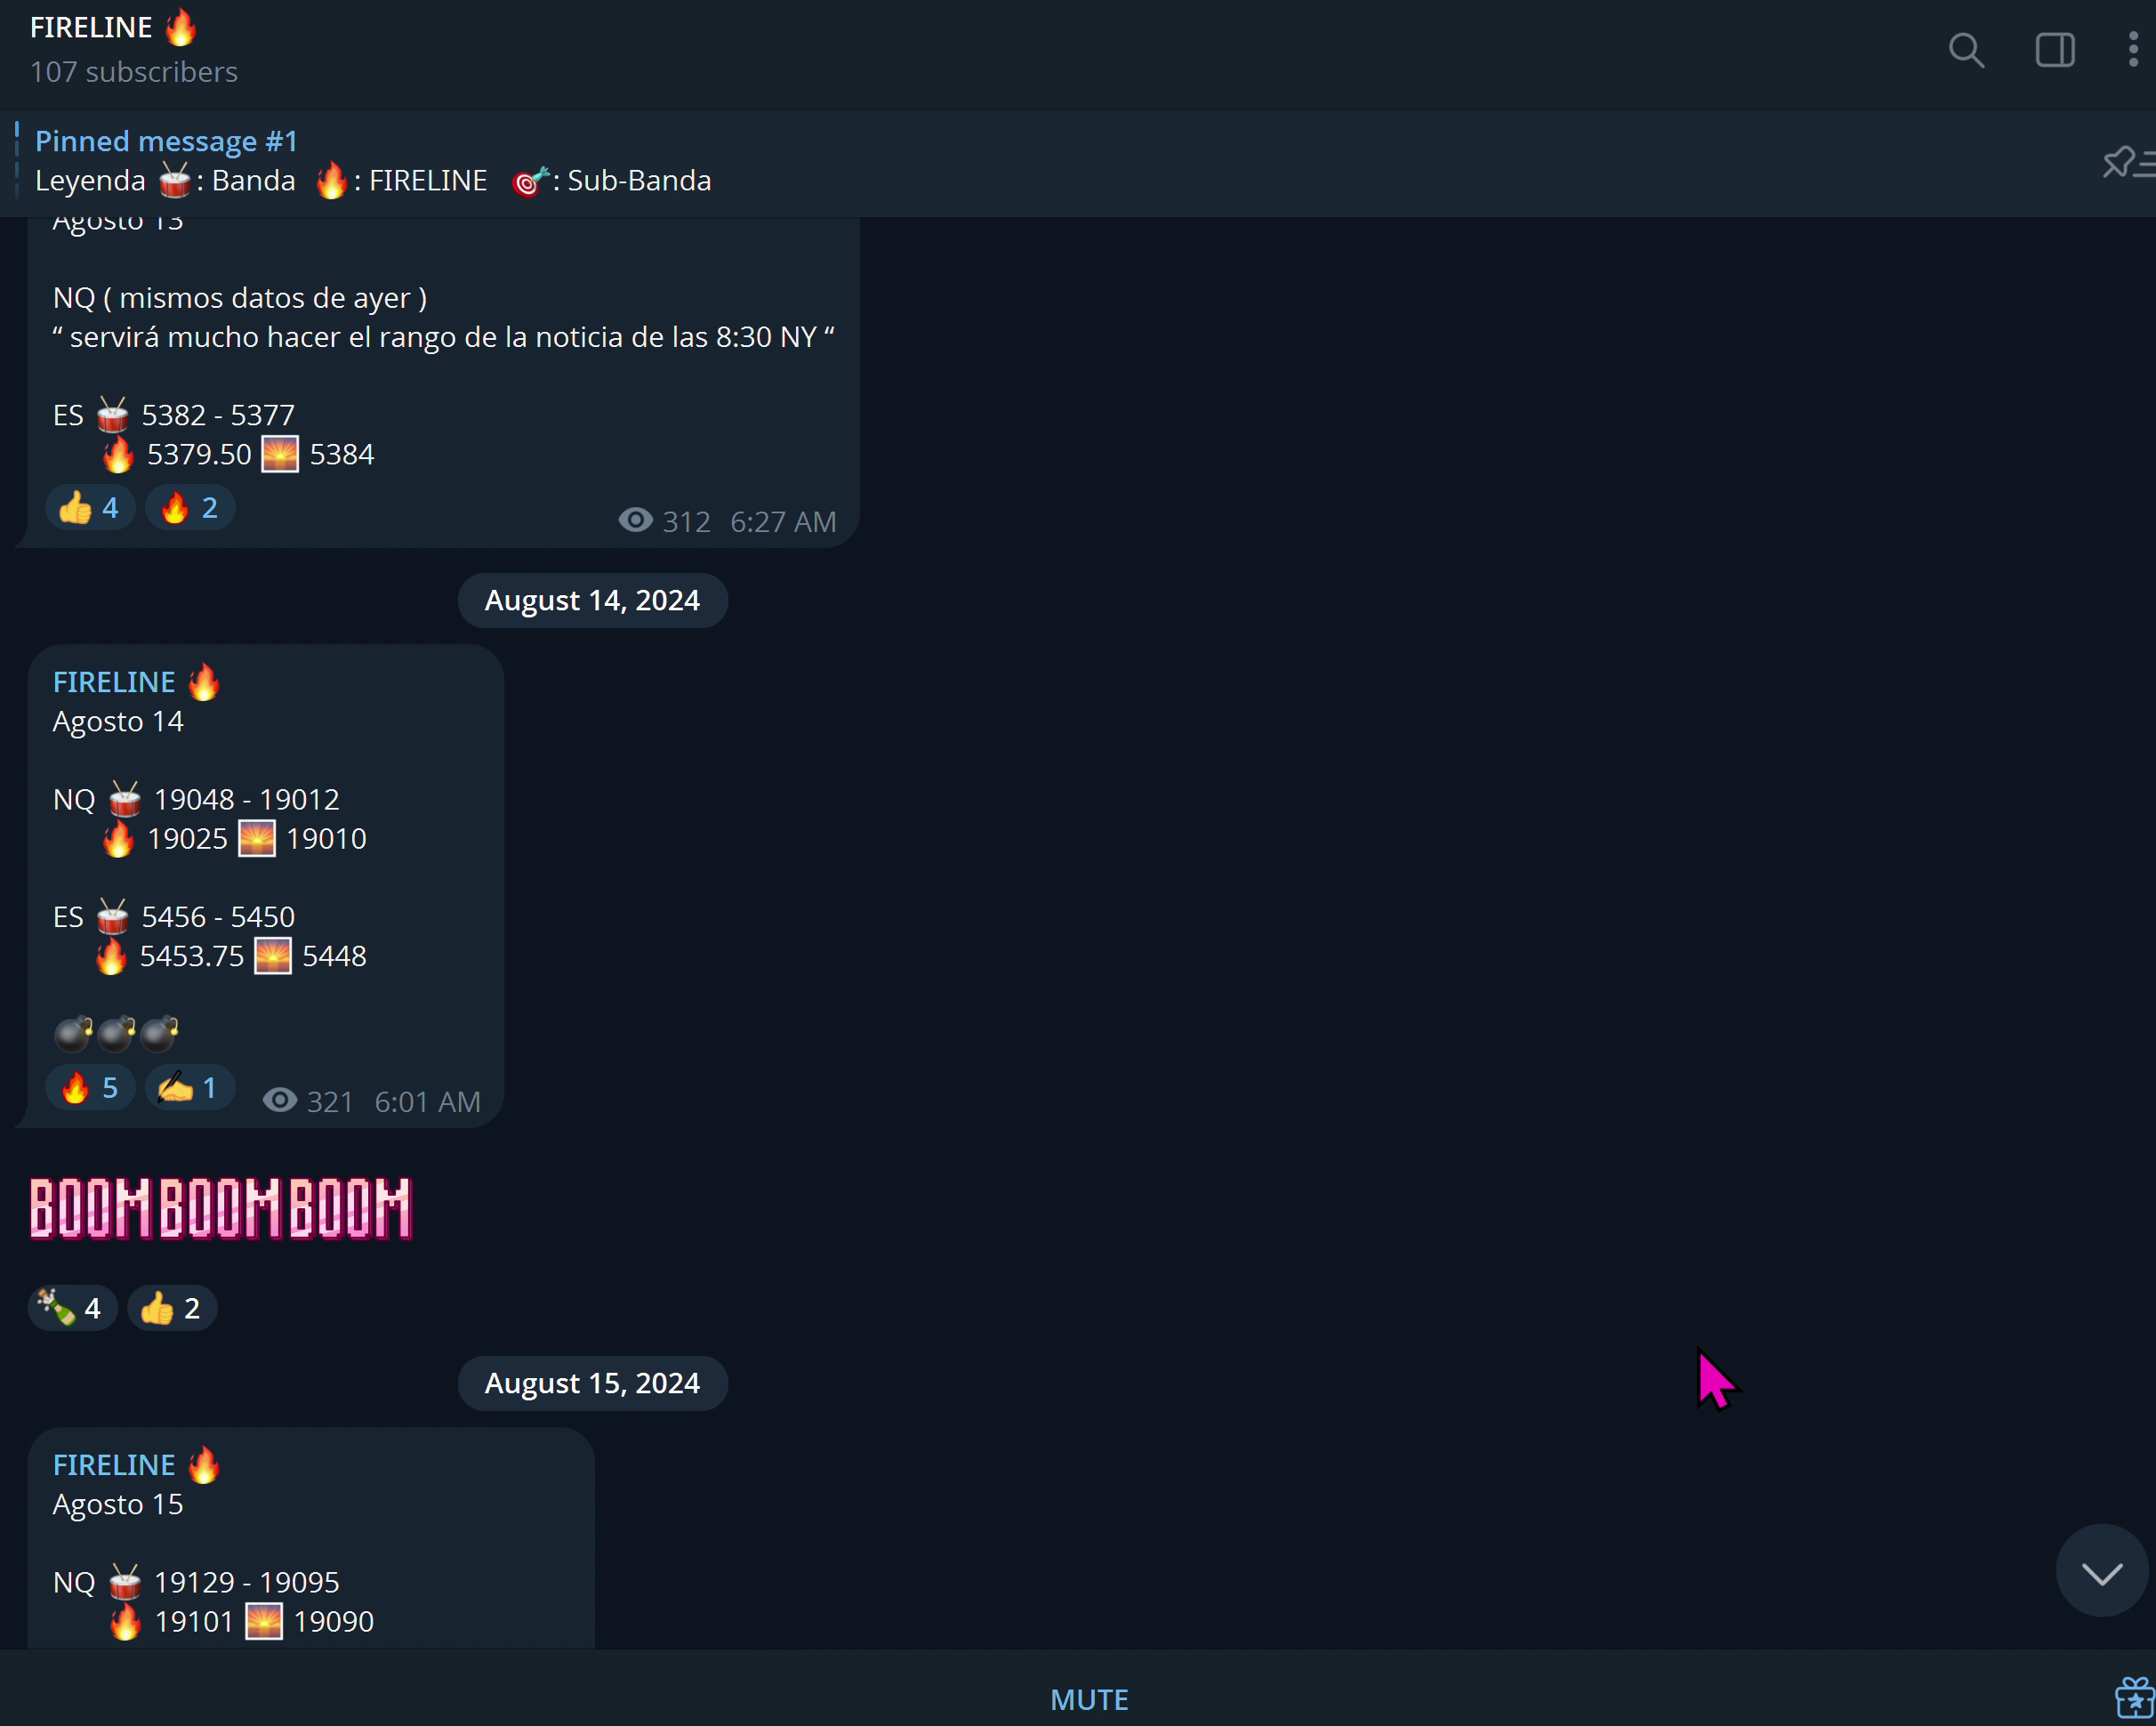 FIRELINE 🔥
107 subscribers
Pinned message #1
Leyenda 🥁: Banda 🔥: FIRELINE 🎯: Sub-Banda
Agosto 13
NQ ( mismos datos de ayer )
“ servirá mucho hacer el rango de la noticia de las 8:30 NY “
ES 🥁 5382 - 5377
🔥 5379.50 🌅 5384
👍 4 🔥 2 312 6:27 AM
August 14, 2024
FIRELINE 🔥
Agosto 14
NQ 🥁 19048 - 19012
🔥 19025 🌅 19010
ES 🥁 5456 - 5450
🔥 5453.75 🌅 5448
💣💣💣
🔥 5 ✍️ 1 321 6:01 AM
BOOM BOOM BOOM
🍾 4 👍 2
August 15, 2024
FIRELINE 🔥
Agosto 15
NQ 🥁 19129 - 19095
🔥 19101 🌅 19090
MUTE